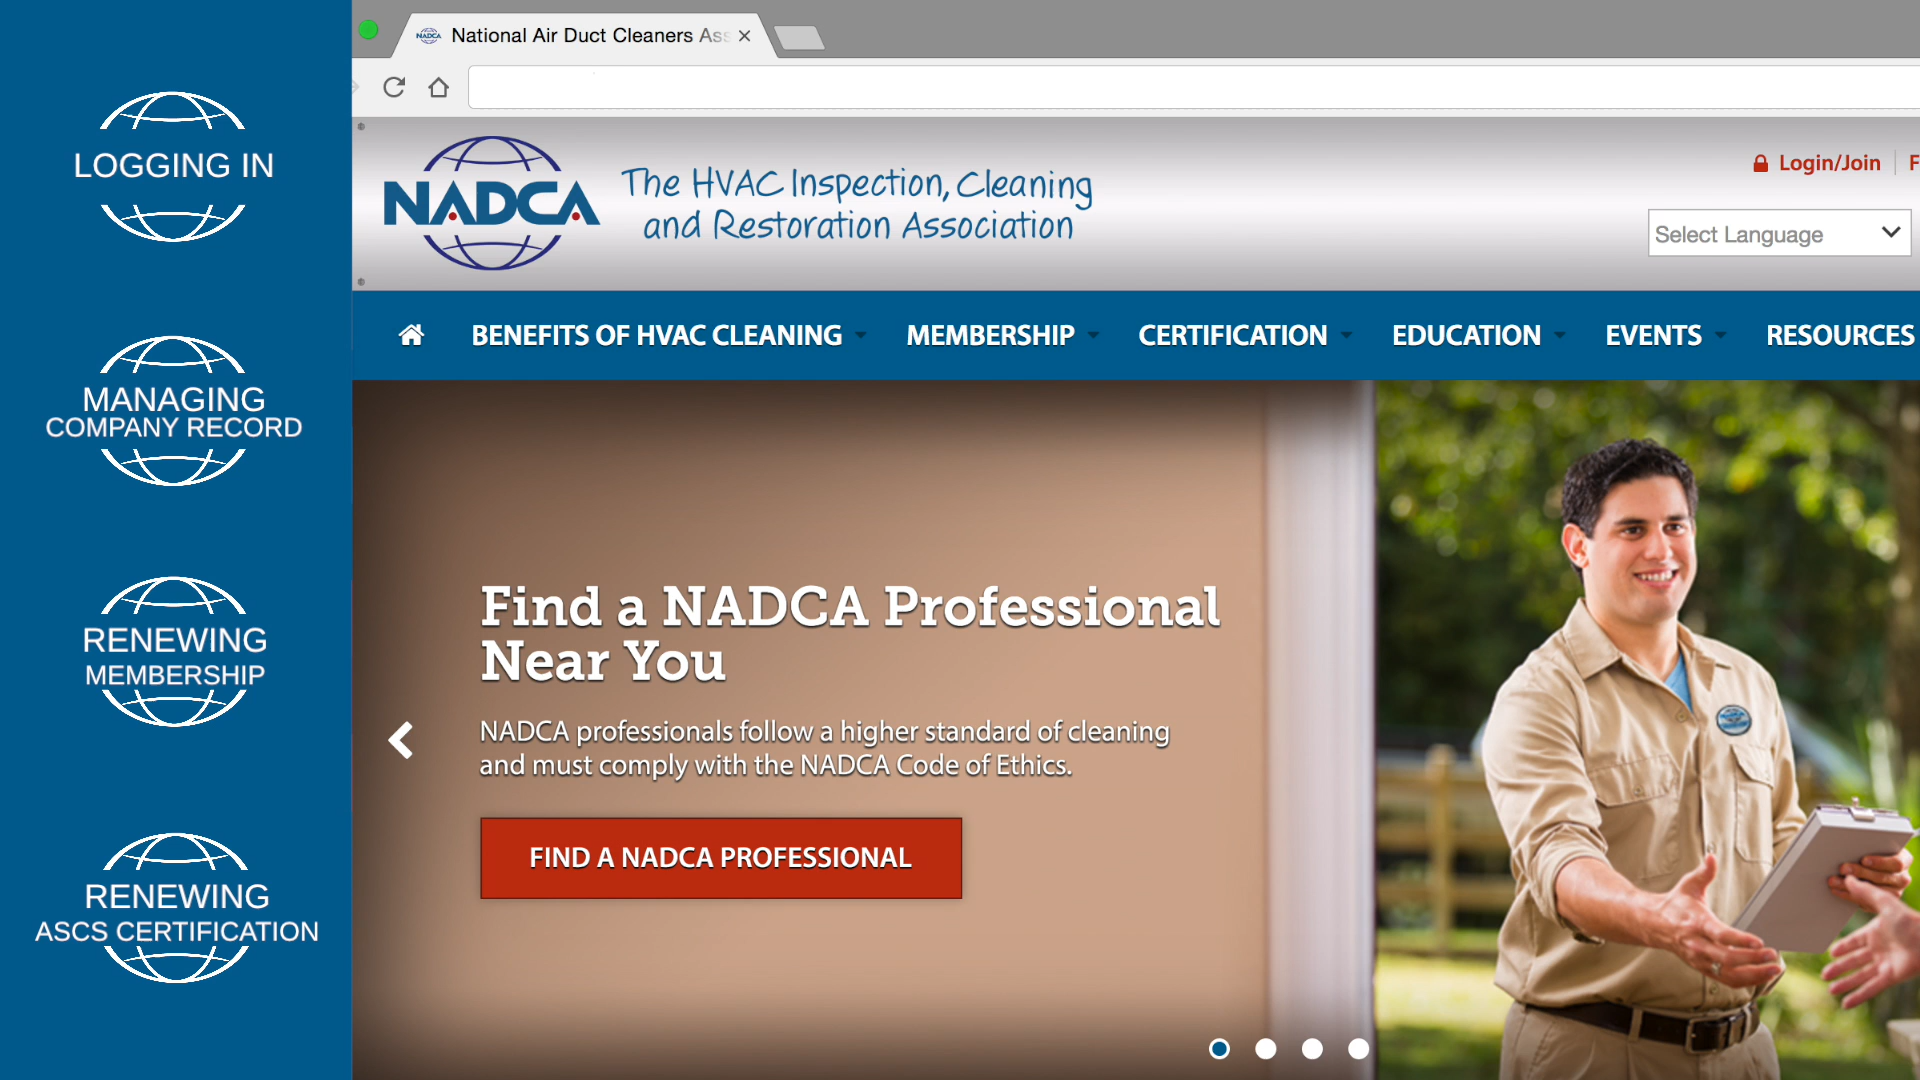 LOGGING IN
MANAGING
COMPANY RECORD
RENEWING
MEMBERSHIP
RENEWING
ASCS CERTIFICATION
NADCA National Air Duct Cleaners Ass
NADCA
The HVAC Inspection, Cleaning
and Restoration Association
Login/Join
F
Select Language
BENEFITS OF HVAC CLEANING MEMBERSHIP CERTIFICATION EDUCATION EVENTS RESOURCES
Find a NADCA Professional
Near You
NADCA professionals follow a higher standard of cleaning
and must comply with the NADCA Code of Ethics.
FIND A NADCA PROFESSIONAL